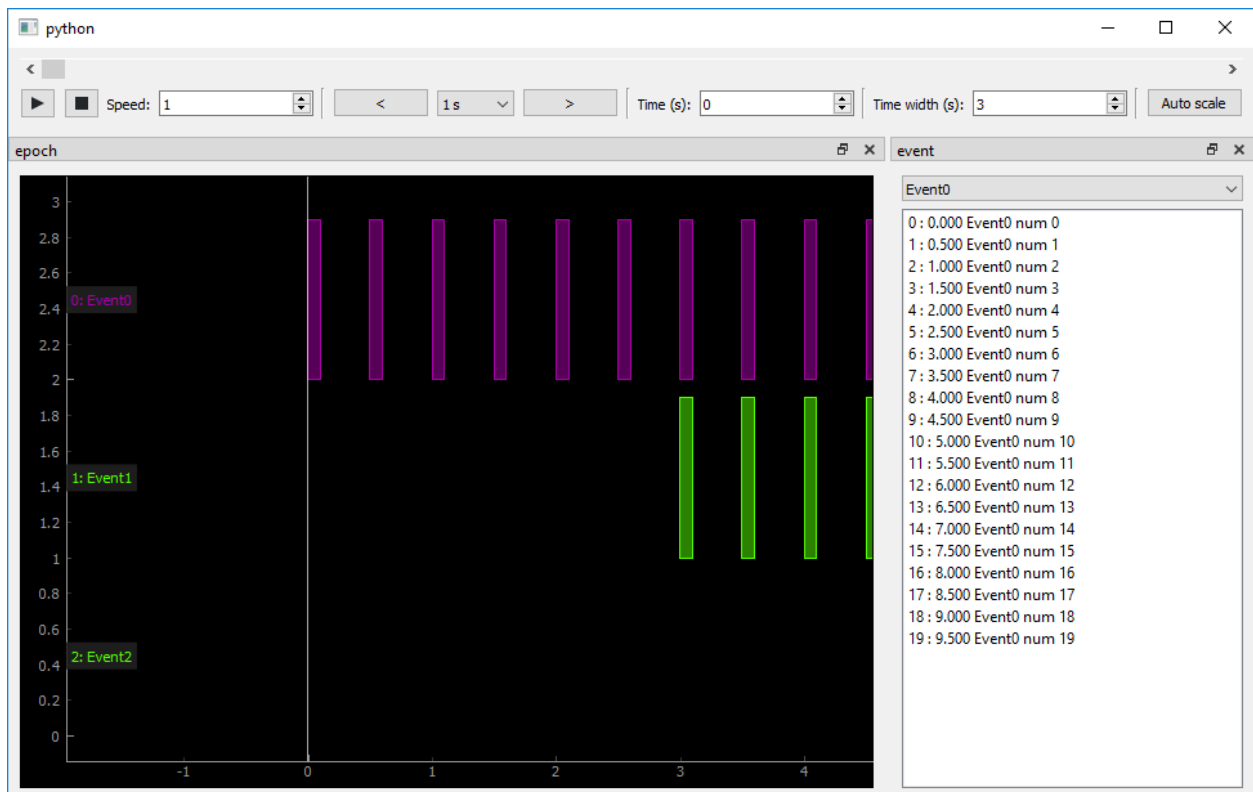 python
< >
Speed: 1 < 1 s > Time (s): 0 Time width (s): 3 Auto scale
epoch
3
2.8
2.6
0: Event0
2.4
2.2
2
1.8
1.6
1: Event1
1.4
1.2
1
0.8
0.6
2: Event2
0.4
0.2
0
-1 0 1 2 3 4
event
Event0
0 : 0.000 Event0 num 0
1 : 0.500 Event0 num 1
2 : 1.000 Event0 num 2
3 : 1.500 Event0 num 3
4 : 2.000 Event0 num 4
5 : 2.500 Event0 num 5
6 : 3.000 Event0 num 6
7 : 3.500 Event0 num 7
8 : 4.000 Event0 num 8
9 : 4.500 Event0 num 9
10 : 5.000 Event0 num 10
11 : 5.500 Event0 num 11
12 : 6.000 Event0 num 12
13 : 6.500 Event0 num 13
14 : 7.000 Event0 num 14
15 : 7.500 Event0 num 15
16 : 8.000 Event0 num 16
17 : 8.500 Event0 num 17
18 : 9.000 Event0 num 18
19 : 9.500 Event0 num 19